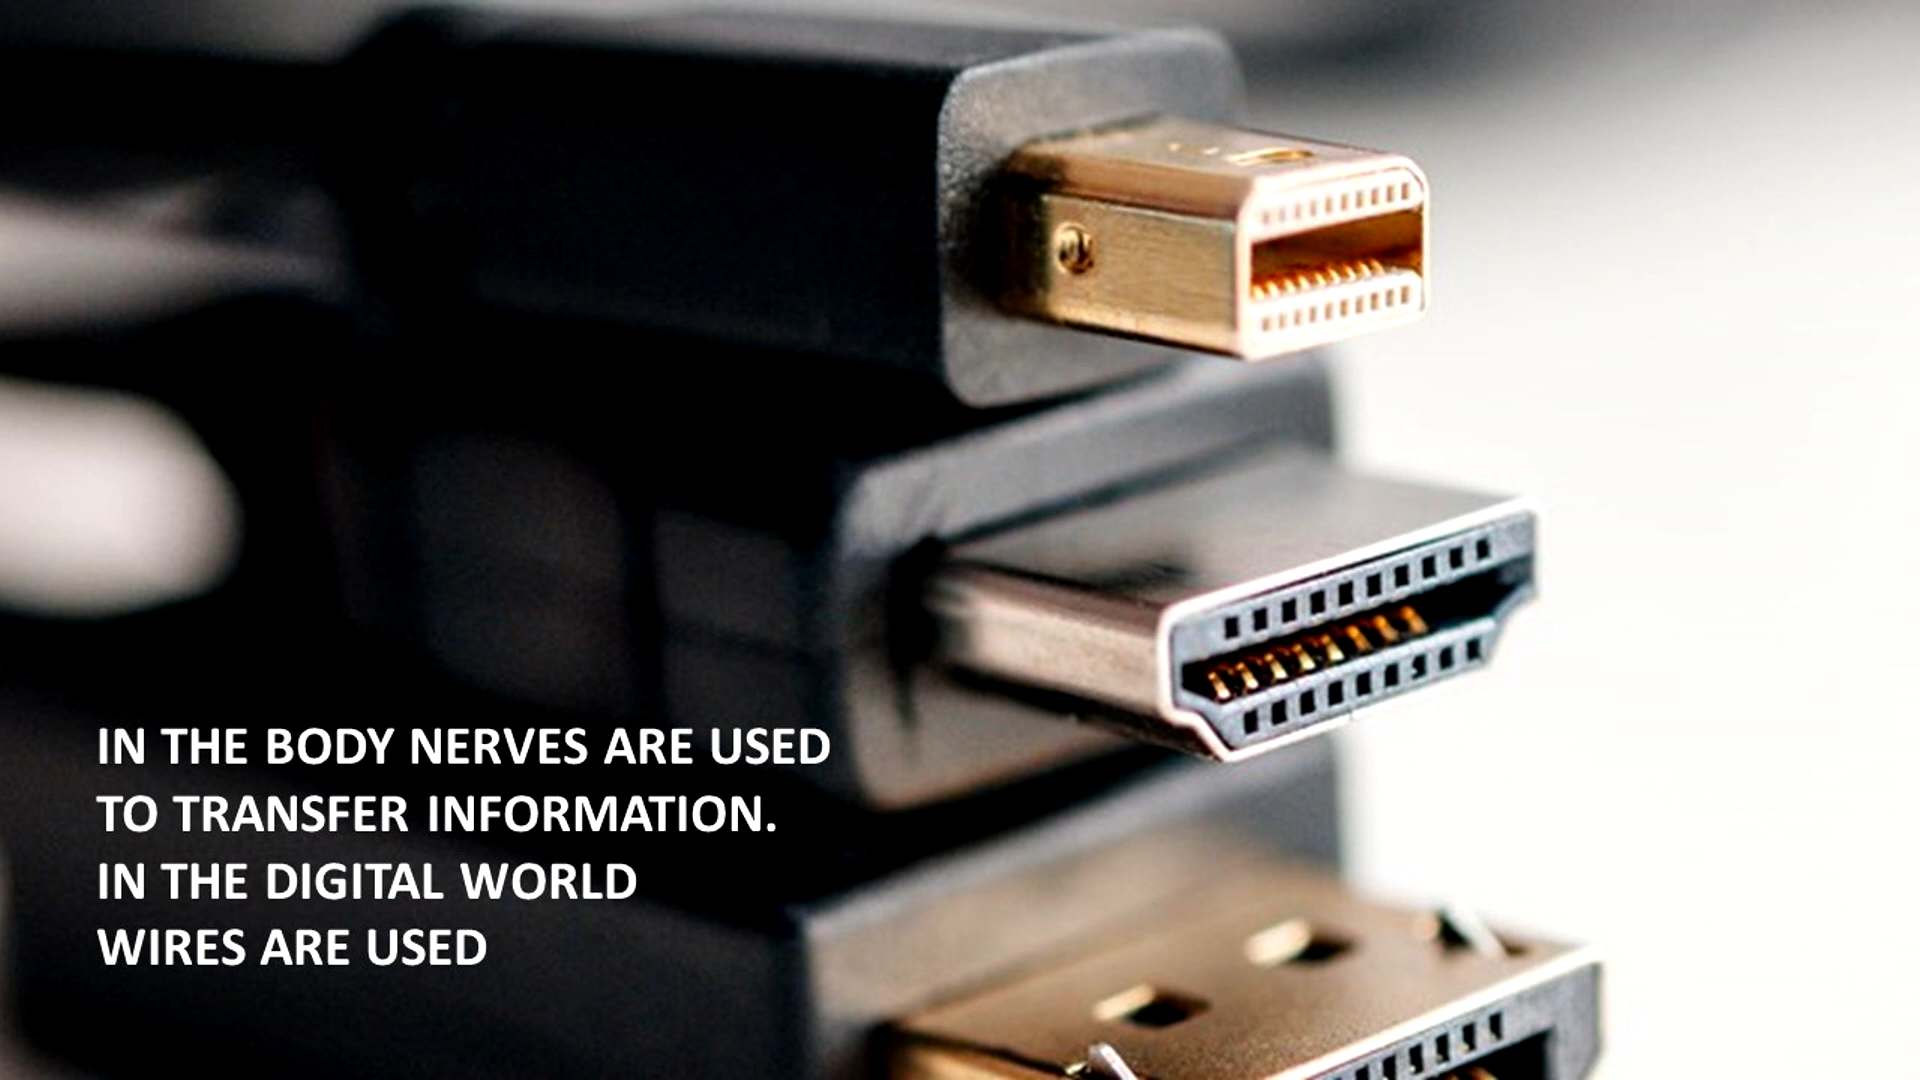 IN THE BODY NERVES ARE USED
TO TRANSFER INFORMATION.
IN THE DIGITAL WORLD
WIRES ARE USED